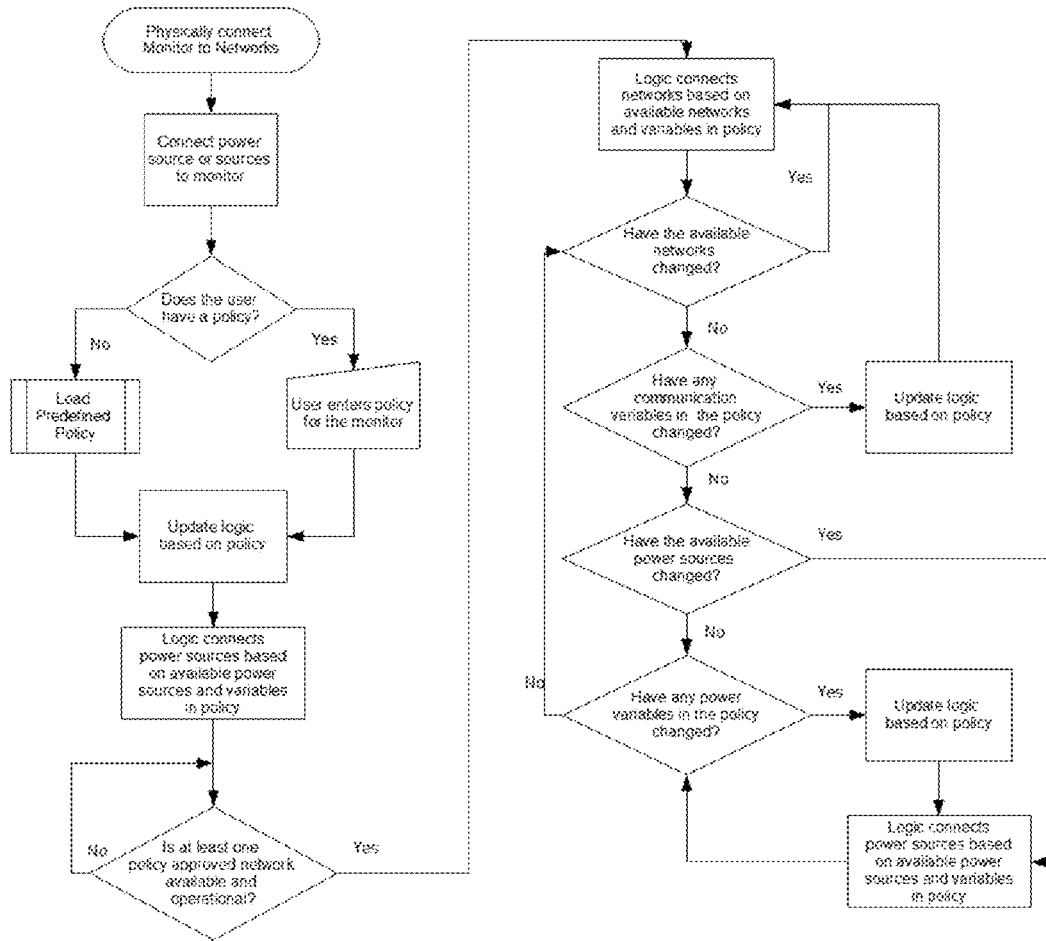 Physically connect
Monitor to Networks
Connect power
source or sources
to monitor
Does the user
have a policy?
No
Yes
Load
Predefined
Policy
User enters policy
for the monitor
Update logic
based on policy
Logic connects
power sources based
on available power
sources and variables
in policy
Is at least one
policy approved network
available and
operational?
No
Yes
Logic connects
networks based on
available networks
and variables in policy
Yes
Have the available
networks
changed?
No
Have any
communication
variables in the policy
changed?
Yes
Update logic
based on policy
No
Have the available
power sources
changed?
Yes
No
Have any power
variables in the policy
changed?
No
Yes
Update logic
based on policy
Logic connects
power sources based
on available power
sources and variables
in policy